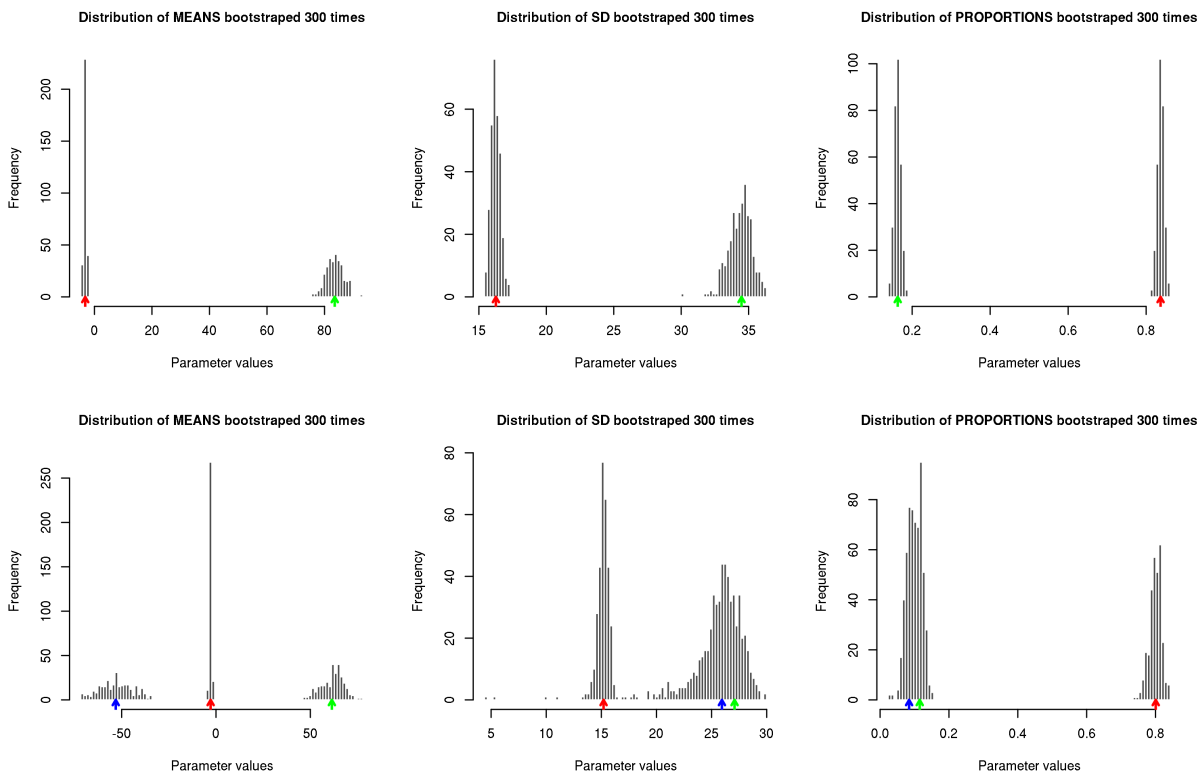 Distribution of MEANS bootstraped 300 times
Distribution of SD bootstraped 300 times
Distribution of PROPORTIONS bootstraped 300 times
Frequency
0 50 100 150 200
0 20 40 60 80
Parameter values
Frequency
0 20 40 60
15 20 25 30 35
Parameter values
Frequency
0 20 40 60 80 100
0.2 0.4 0.6 0.8
Parameter values
Distribution of MEANS bootstraped 300 times
Distribution of SD bootstraped 300 times
Distribution of PROPORTIONS bootstraped 300 times
Frequency
0 50 100 150 200 250
-50 0 50
Parameter values
Frequency
0 20 40 60 80
5 10 15 20 25 30
Parameter values
Frequency
0 20 40 60 80
0.0 0.2 0.4 0.6 0.8
Parameter values